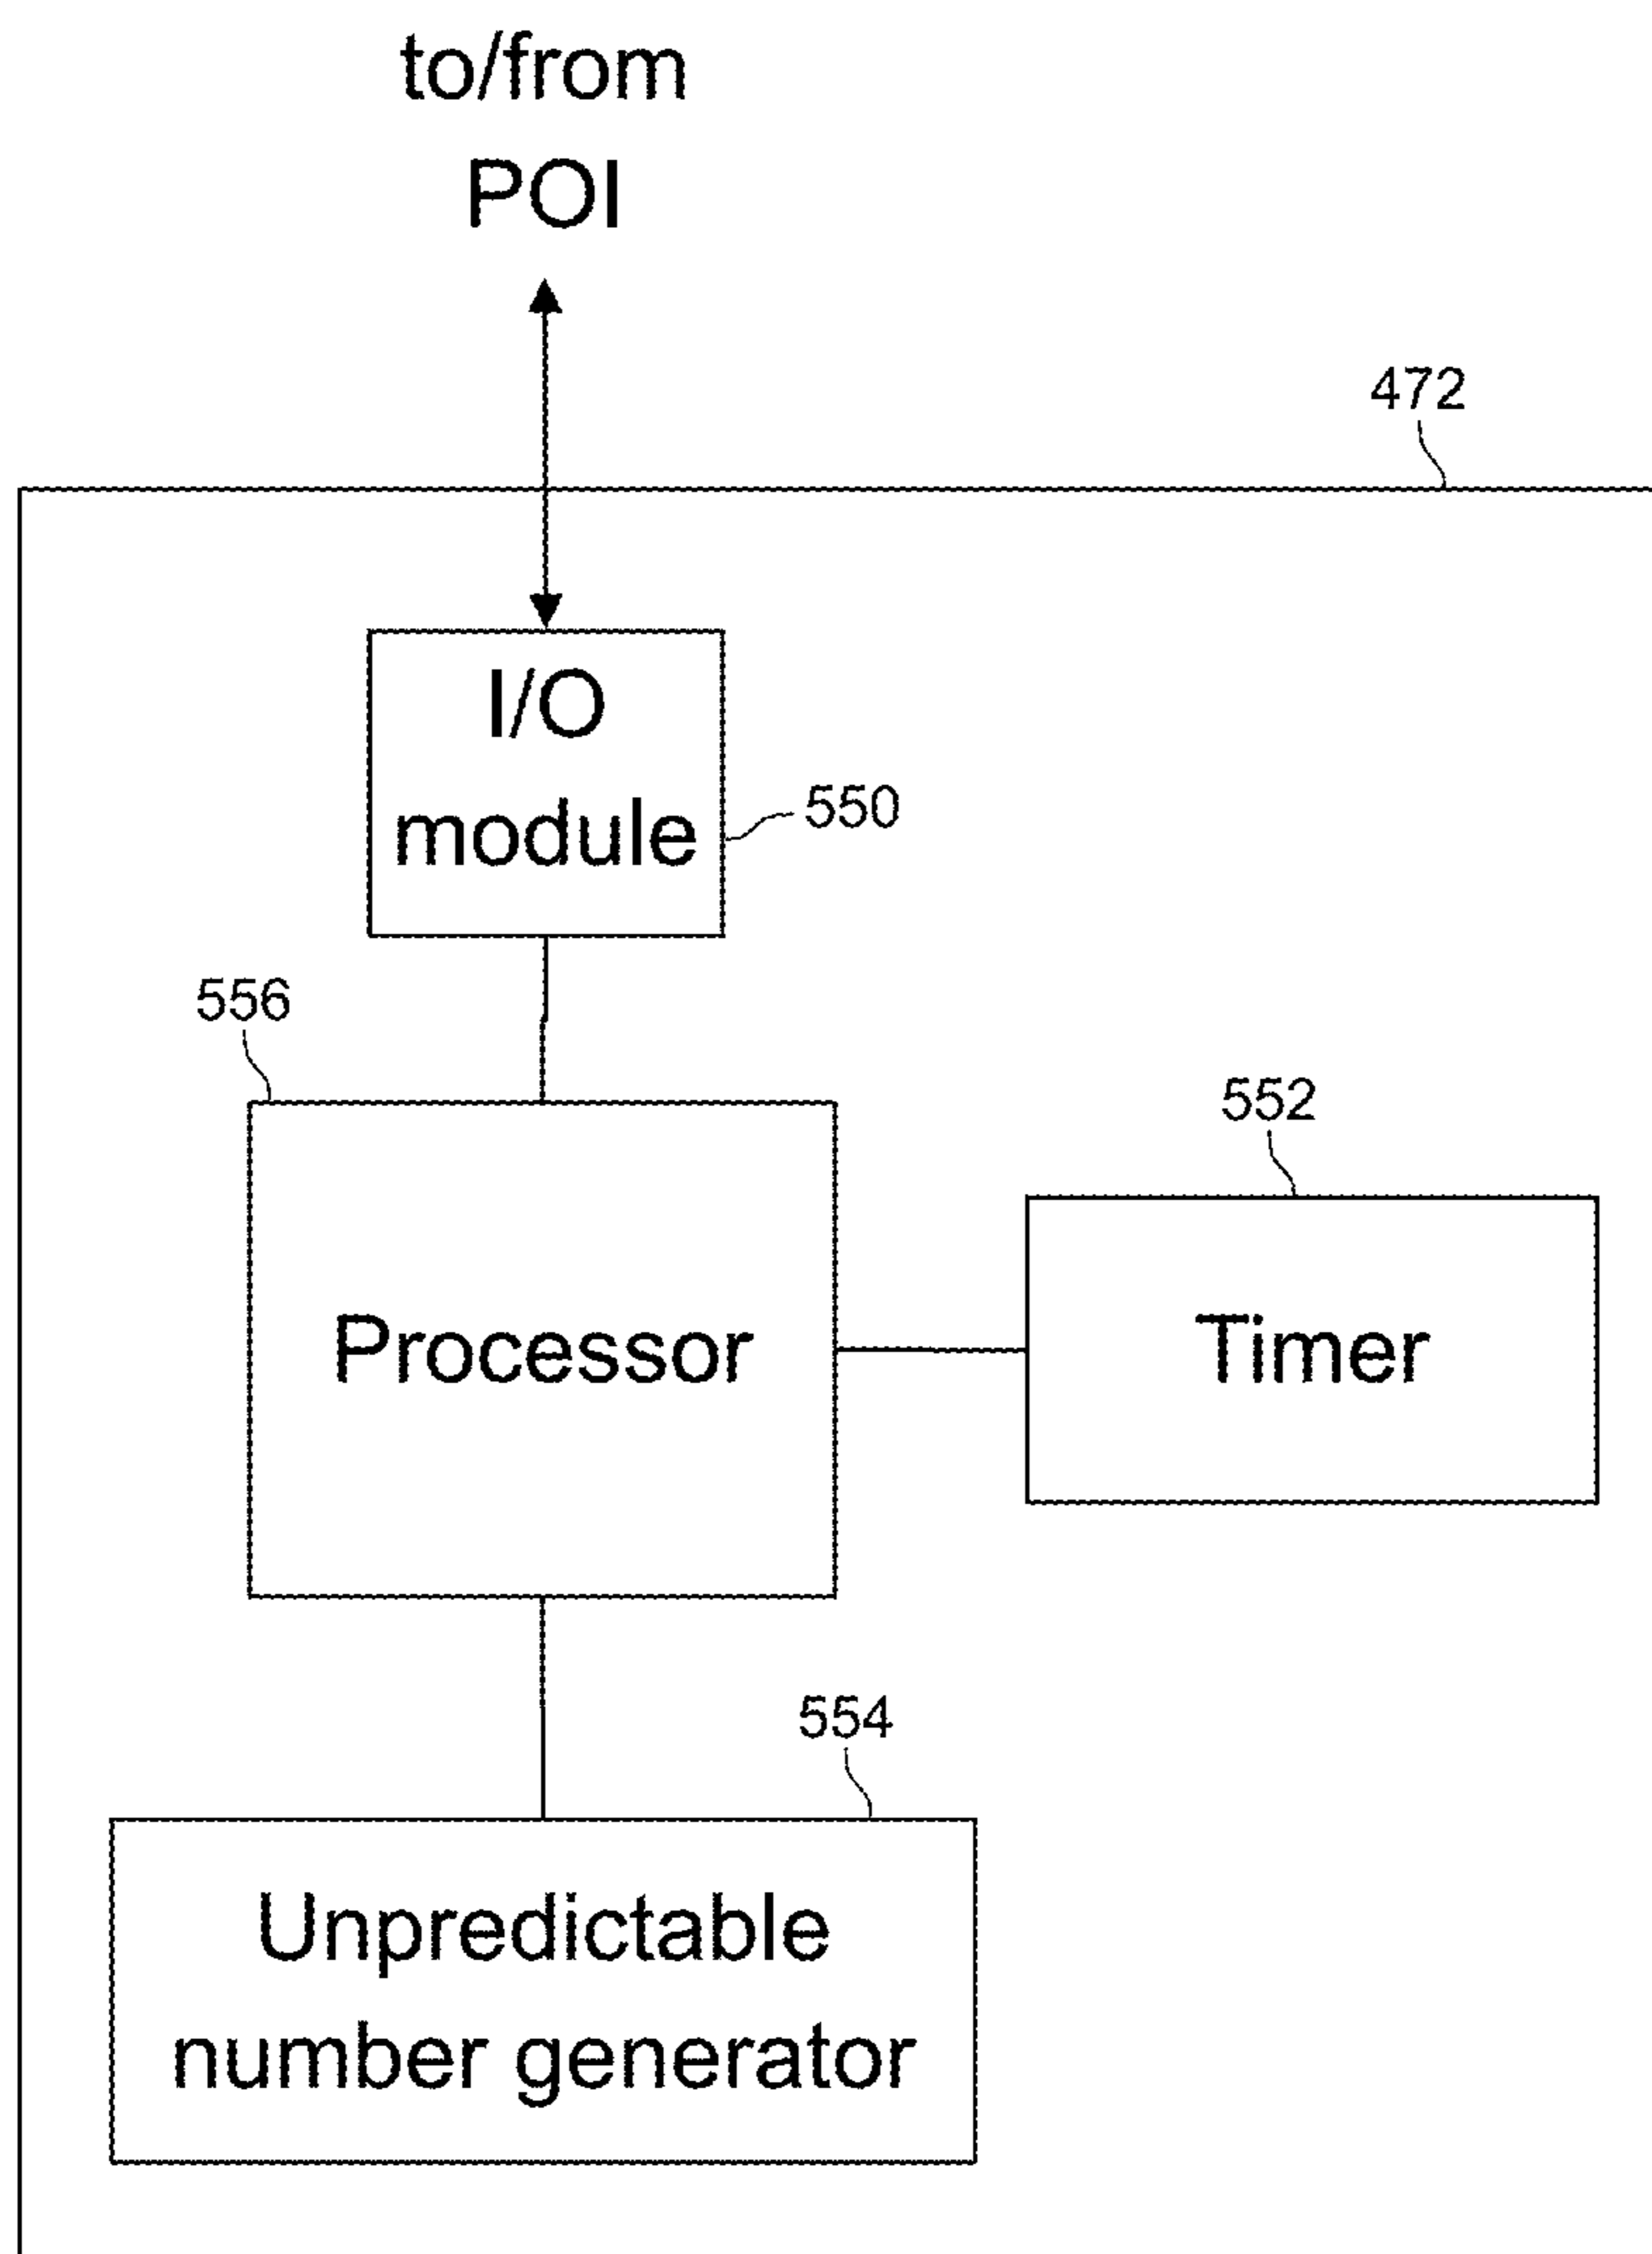 to/from
POI
472
I/O
module
550
556
552
Processor
Timer
554
Unpredictable
number generator